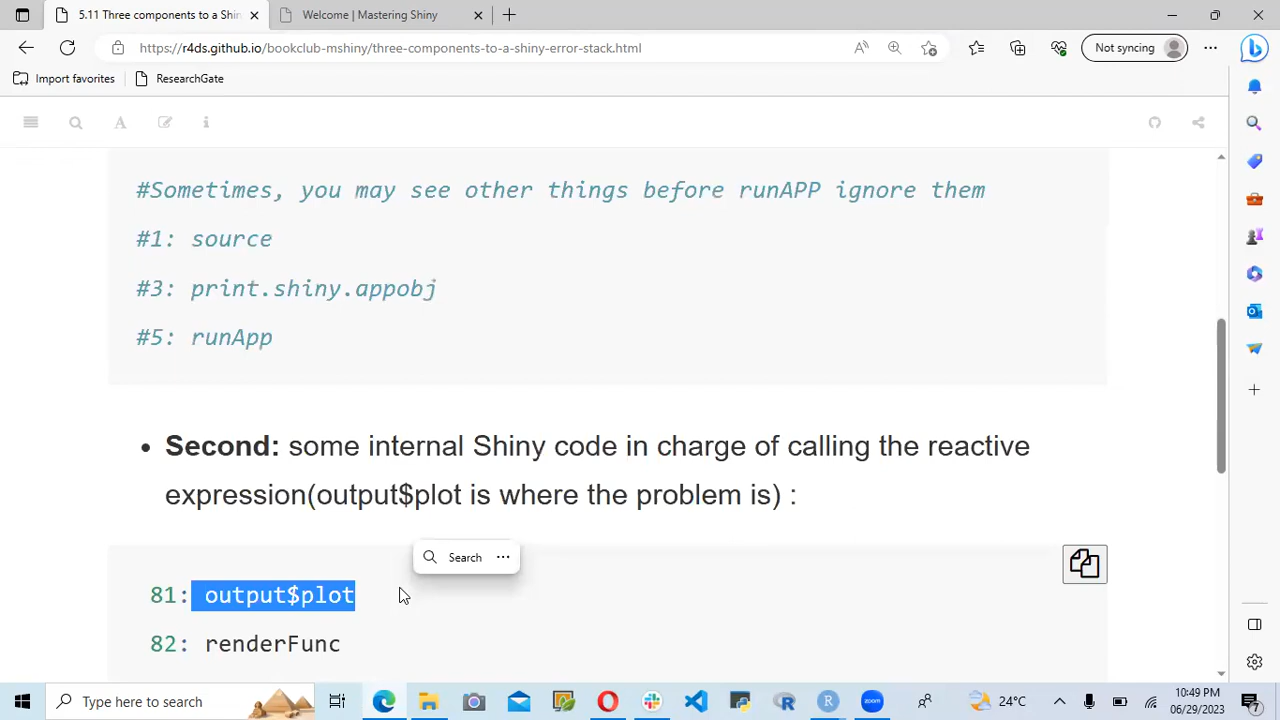 5.11 Three components to a Shiny
Welcome | Mastering Shiny
https://r4ds.github.io/bookclub-mshiny/three-components-to-a-shiny-error-stack.html
Not syncing
Import favorites
ResearchGate
#Sometimes, you may see other things before runAPP ignore them
#1: source
#3: print.shiny.appobj
#5: runApp
• Second: some internal Shiny code in charge of calling the reactive
expression(output$plot is where the problem is) :
Search
81: output$plot
82: renderFunc
Type here to search
24°C
10:49 PM
06/29/2023
7